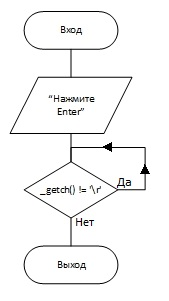 Вход
“Нажмите
Enter”
_getch() != '\r'
Да
Нет
Выход